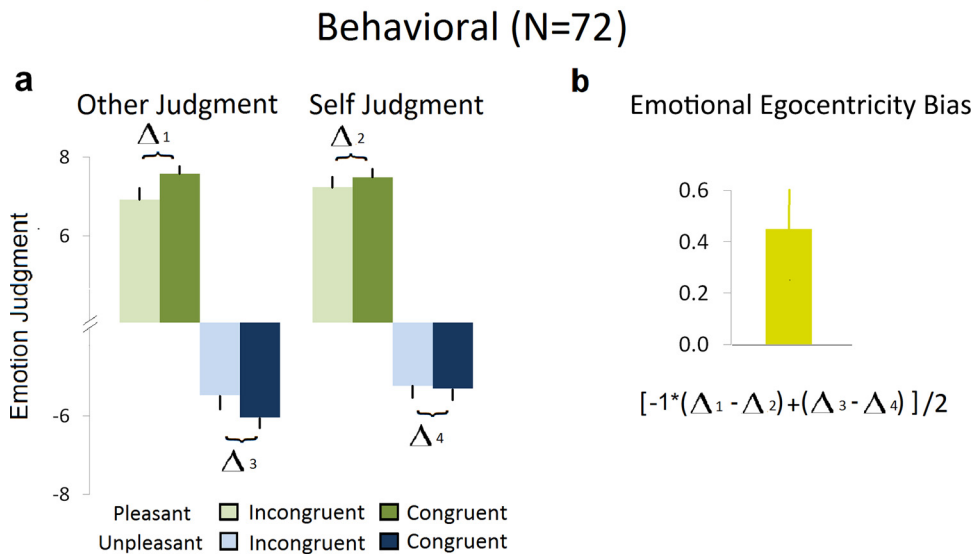 Behavioral (N=72)
a
Other Judgment Self Judgment
Δ1 Δ2
8
6
-6
-8
Emotion Judgment
Δ3 Δ4
Pleasant Incongruent Congruent
Unpleasant Incongruent Congruent
b
Emotional Egocentricity Bias
0.6
0.4
0.2
0.0
[-1*(Δ1 - Δ2)+(Δ3 - Δ4) ]/2